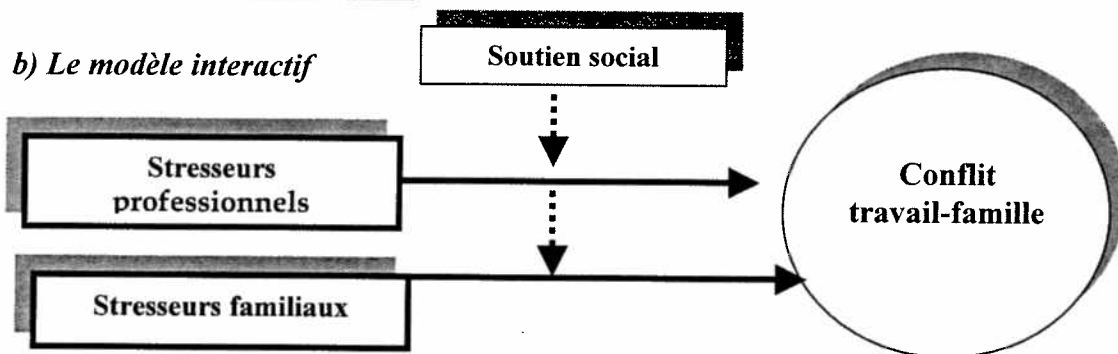 b) Le modèle interactif
Soutien social
Stresseurs
professionnels
Conflit
travail-famille
Stresseurs familiaux